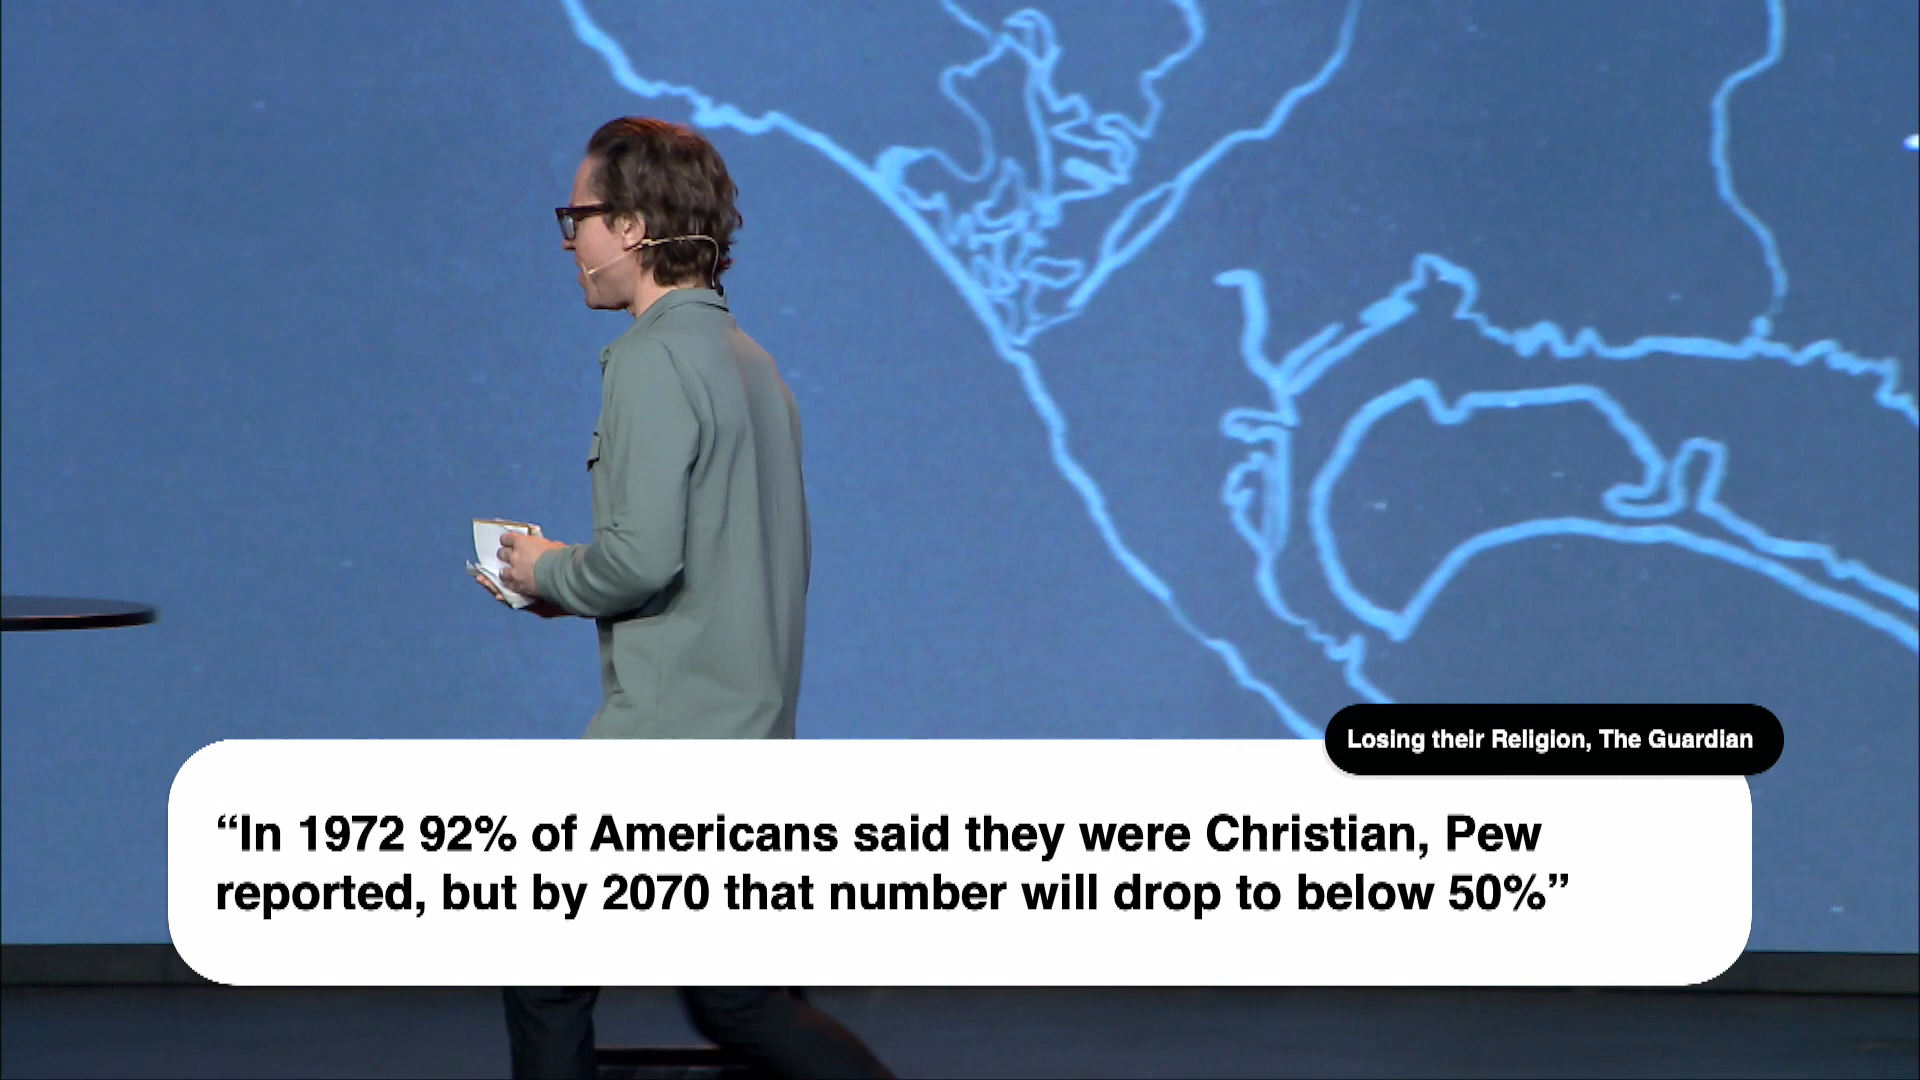 Losing their Religion, The Guardian
“In 1972 92% of Americans said they were Christian, Pew
reported, but by 2070 that number will drop to below 50%”